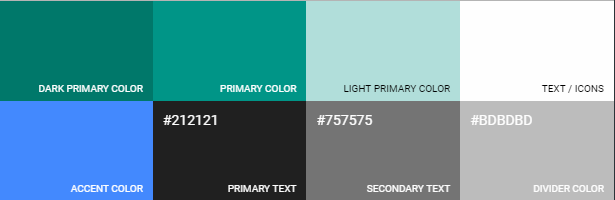 DARK PRIMARY COLOR
PRIMARY COLOR
LIGHT PRIMARY COLOR
TEXT / ICONS
#212121
#757575
#BDBDBD
ACCENT COLOR
PRIMARY TEXT
SECONDARY TEXT
DIVIDER COLOR